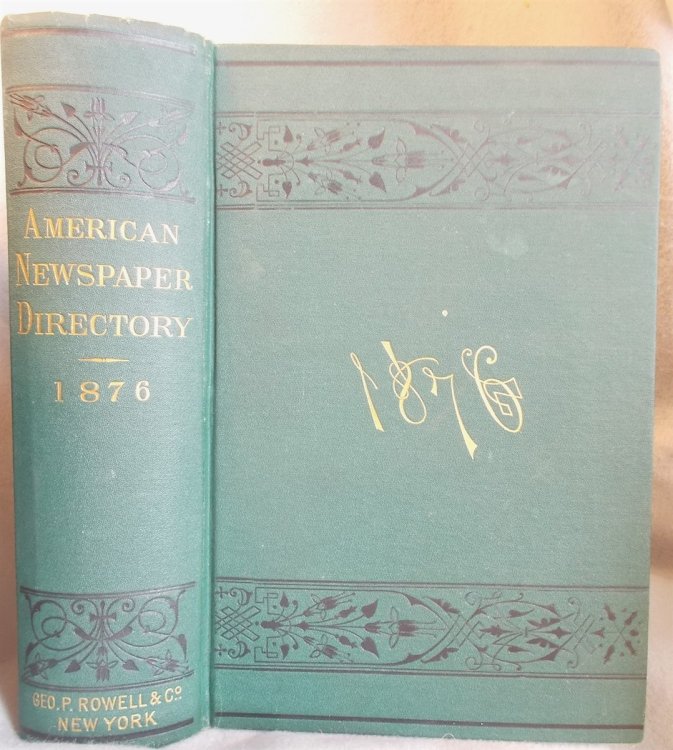 AMERICAN
NEWSPAPER
DIRECTORY
1876
GEO. P. ROWELL & Co
NEW YORK
1876